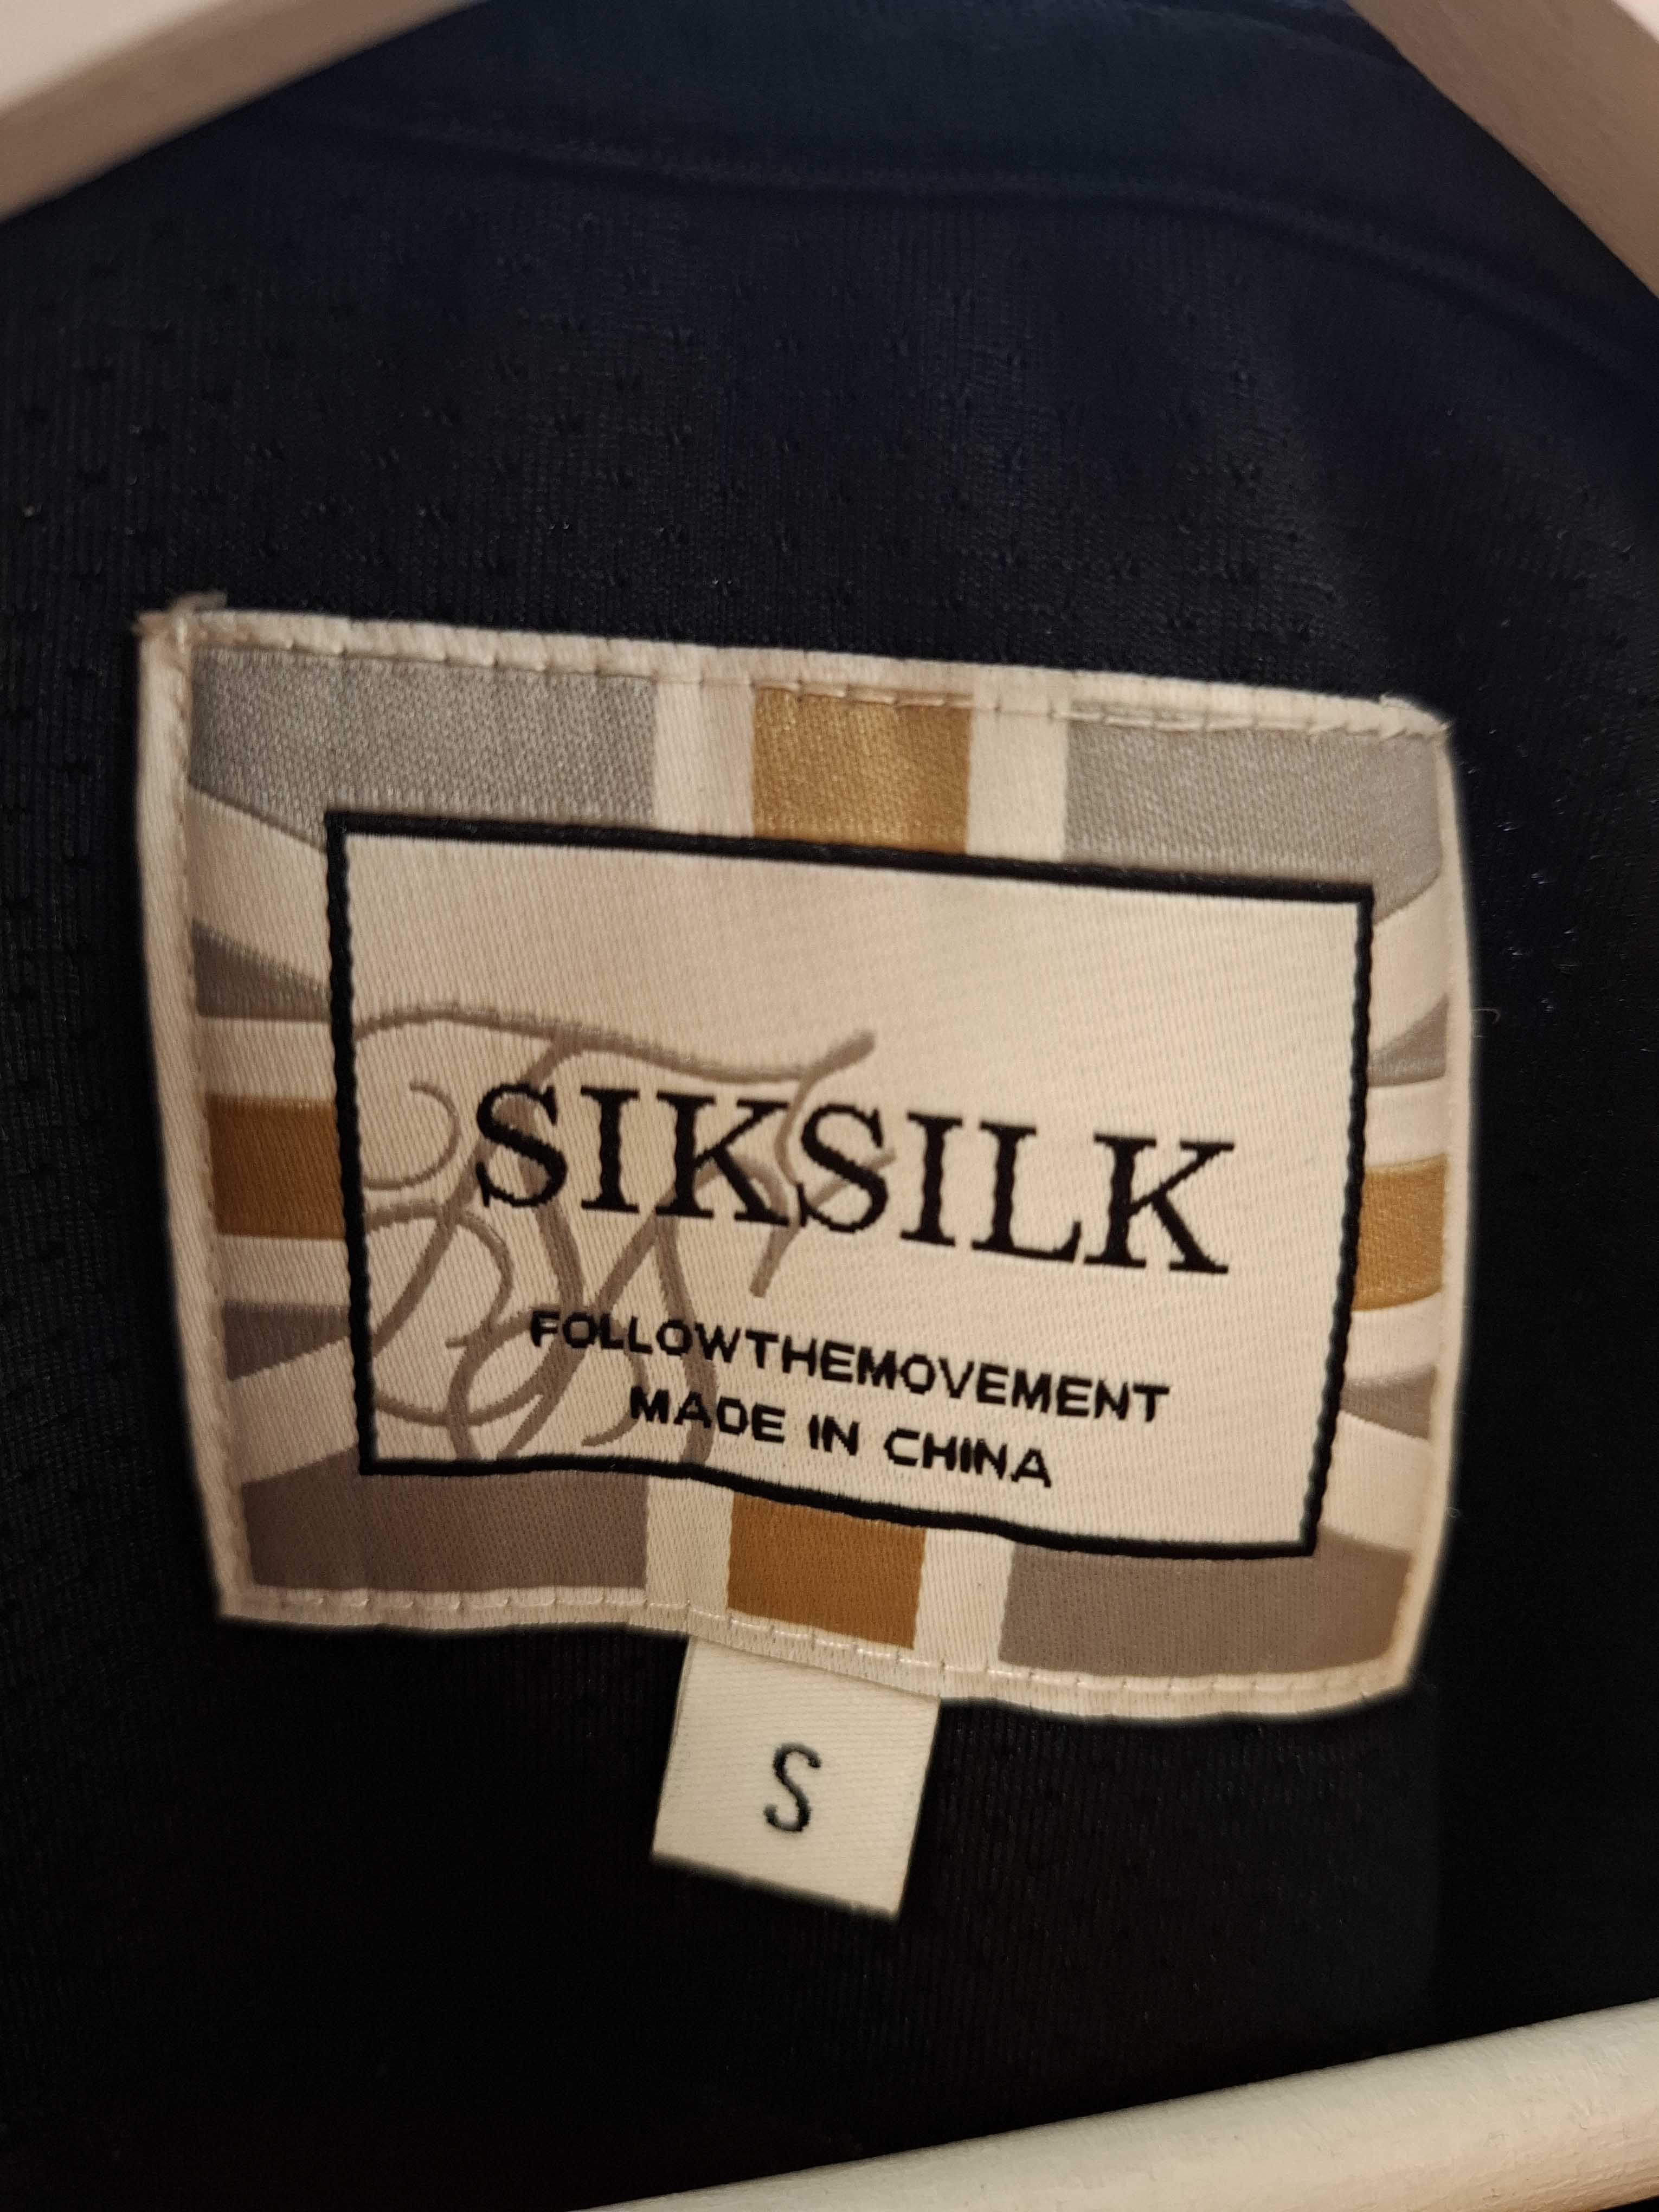 SIKSILK
FOLLOWTHEMOVEMENT
MADE IN CHINA
S